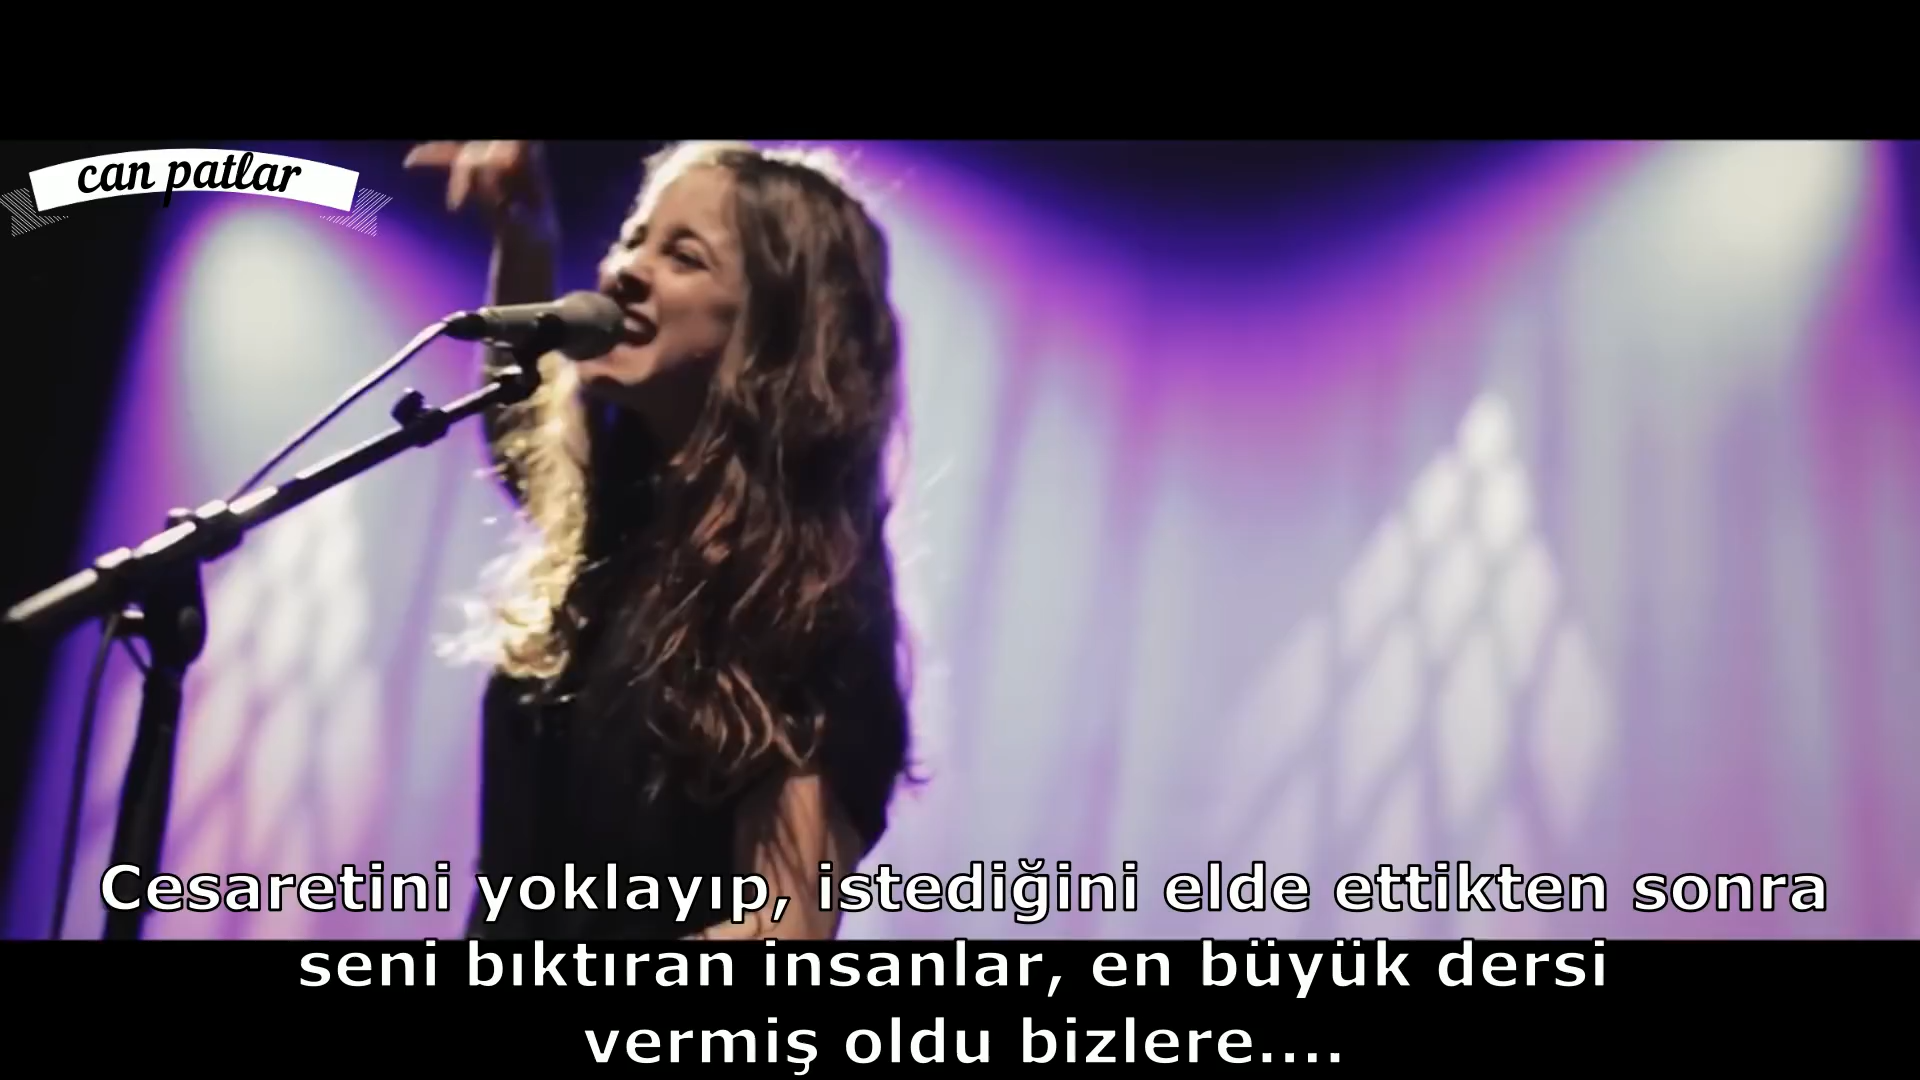 can patlar
Cesaretini yoklayıp, istediğini elde ettikten sonra
seni bıktıran insanlar, en büyük dersi
vermiş oldu bizlere....